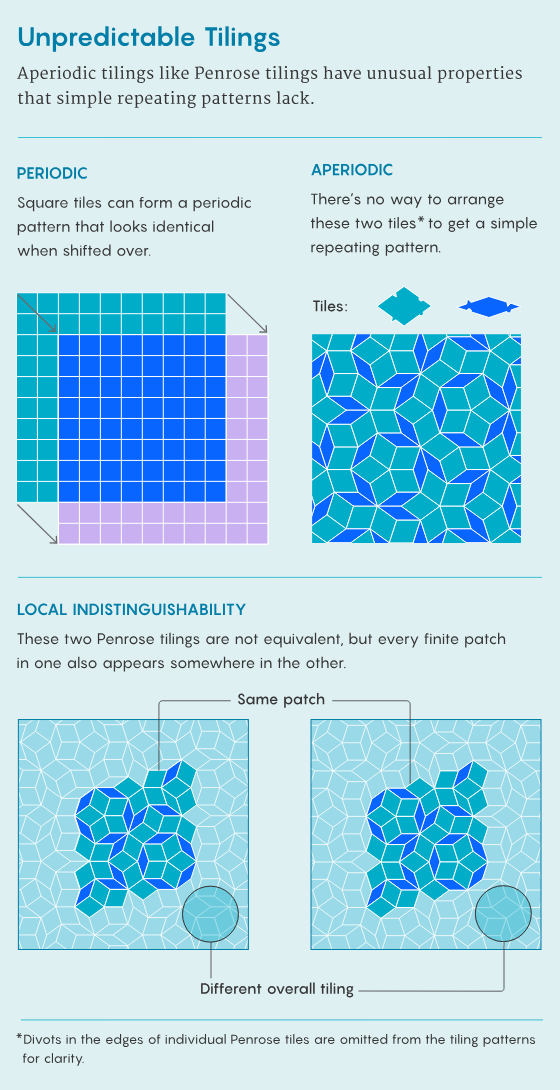 Unpredictable Tilings
Aperiodic tilings like Penrose tilings have unusual properties
that simple repeating patterns lack.
PERIODIC
Square tiles can form a periodic
pattern that looks identical
when shifted over.
APERIODIC
There’s no way to arrange
these two tiles* to get a simple
repeating pattern.
Tiles:
LOCAL INDISTINGUISHABILITY
These two Penrose tilings are not equivalent, but every finite patch
in one also appears somewhere in the other.
Same patch
Different overall tiling
*Divots in the edges of individual Penrose tiles are omitted from the tiling patterns
for clarity.